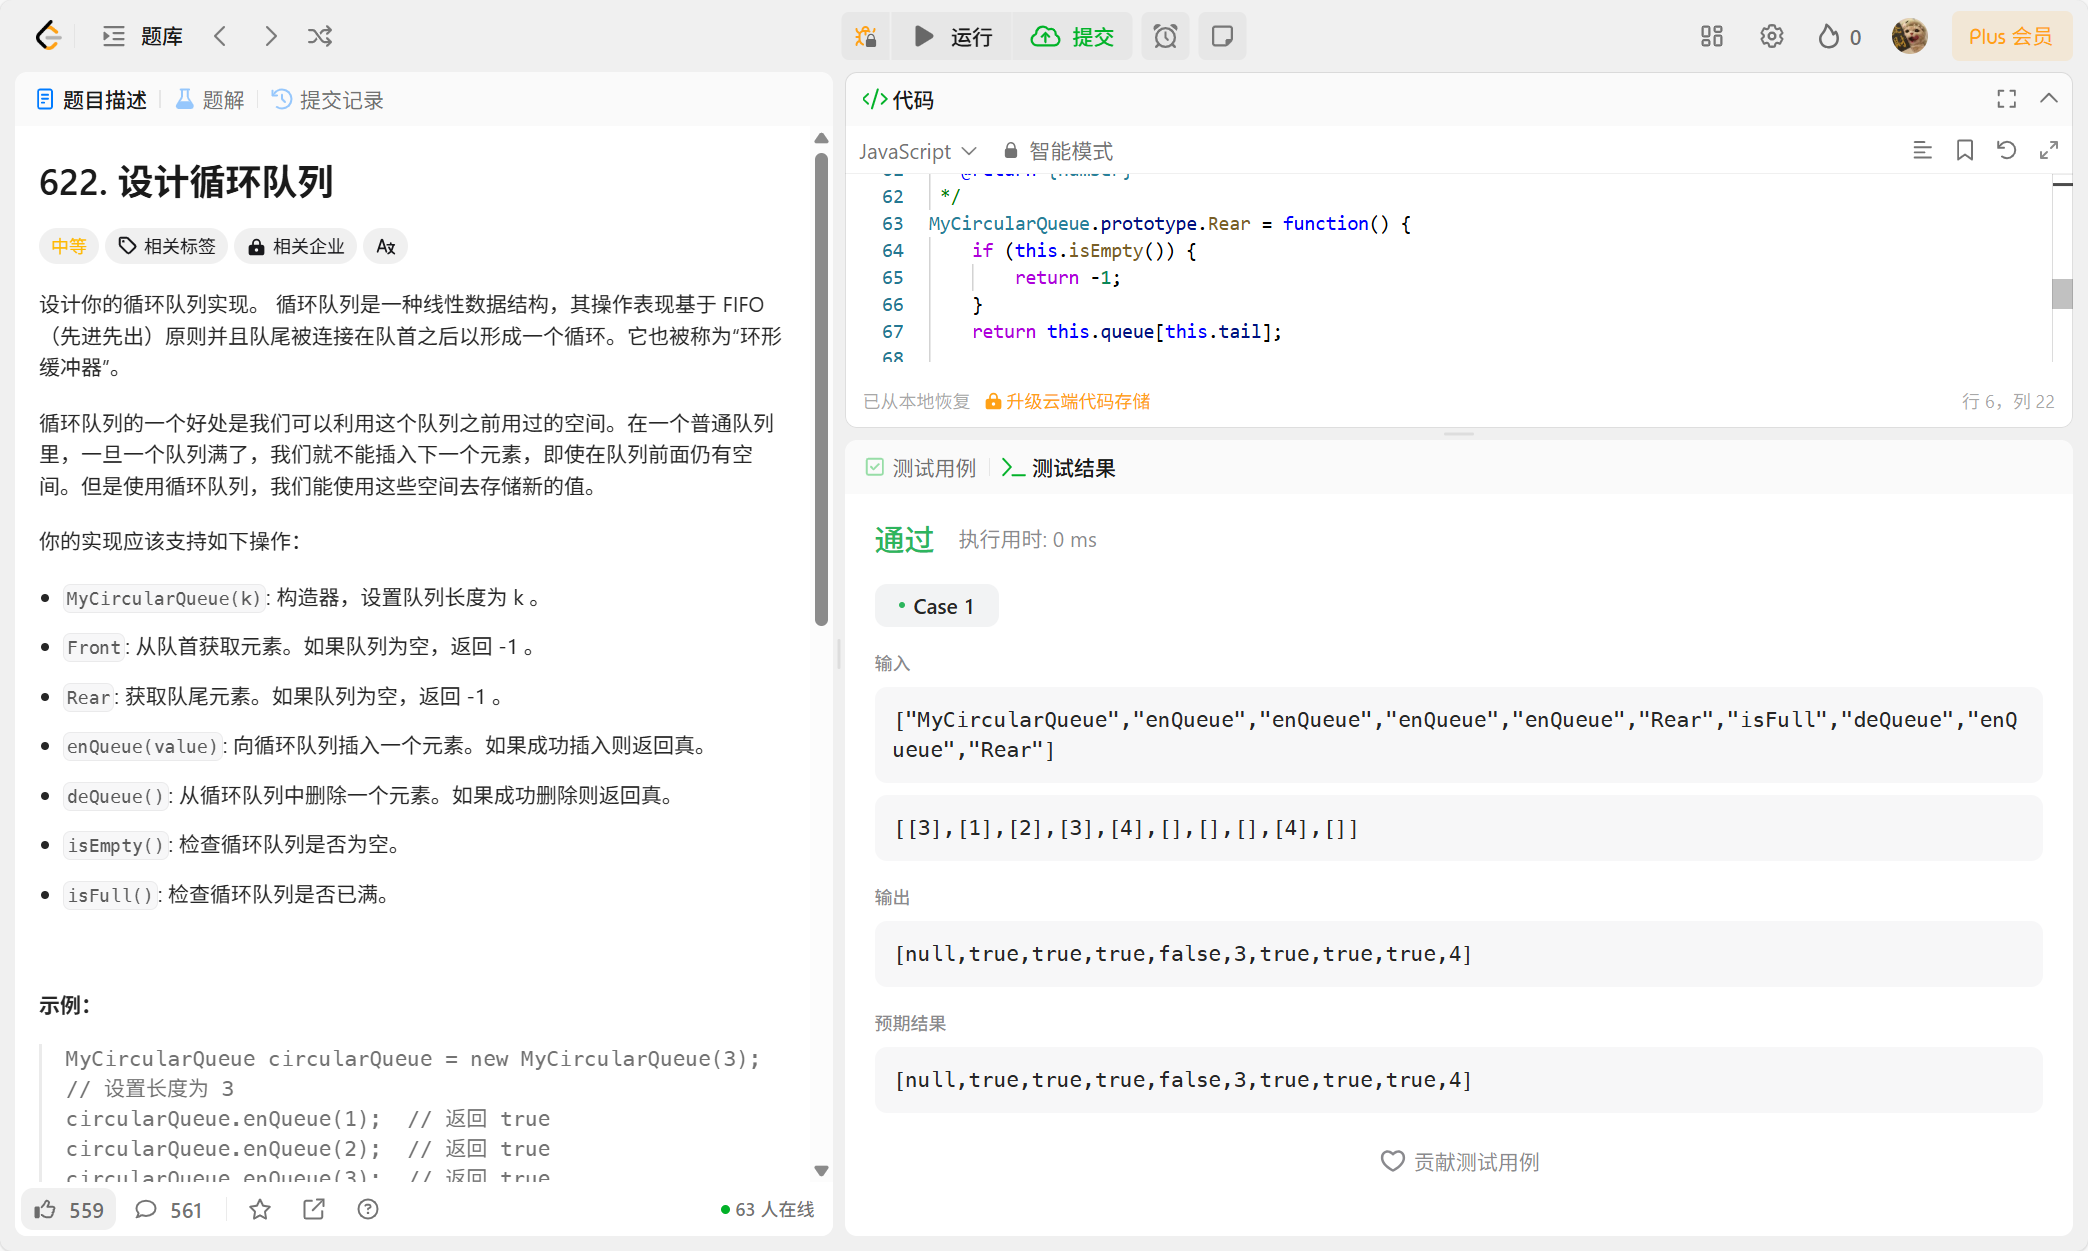 题库
运行
提交
0
Plus 会员
题目描述
题解
提交记录
622. 设计循环队列
中等
相关标签
相关企业
设计你的循环队列实现。 循环队列是一种线性数据结构，其操作表现基于 FIFO
（先进先出）原则并且队尾被连接在队首之后以形成一个循环。它也被称为“环形
缓冲器”。
循环队列的一个好处是我们可以利用这个队列之前用过的空间。在一个普通队列
里，一旦一个队列满了，我们就不能插入下一个元素，即使在队列前面仍有空
间。但是使用循环队列，我们能使用这些空间去存储新的值。
你的实现应该支持如下操作：
MyCircularQueue(k): 构造器，设置队列长度为 k 。
Front: 从队首获取元素。如果队列为空，返回 -1 。
Rear: 获取队尾元素。如果队列为空，返回 -1 。
enQueue(value): 向循环队列插入一个元素。如果成功插入则返回真。
deQueue(): 从循环队列中删除一个元素。如果成功删除则返回真。
isEmpty(): 检查循环队列是否为空。
isFull(): 检查循环队列是否已满。
示例：
MyCircularQueue circularQueue = new MyCircularQueue(3);
// 设置长度为 3
circularQueue.enQueue(1);  // 返回 true
circularQueue.enQueue(2);  // 返回 true
circularQueue.enQueue(3);  // 返回 true
559
561
63 人在线
代码
JavaScript
智能模式
61 @return {number}
62 */
63 MyCircularQueue.prototype.Rear = function() {
64 if (this.isEmpty()) {
65 return -1;
66 }
67 return this.queue[this.tail];
68
已从本地恢复
升级云端代码存储
行 6，列 22
测试用例
测试结果
通过
执行用时: 0 ms
Case 1
输入
["MyCircularQueue","enQueue","enQueue","enQueue","enQueue","Rear","isFull","deQueue","enQ
ueue","Rear"]
[[3],[1],[2],[3],[4],[],[],[],[4],[]]
输出
[null,true,true,true,false,3,true,true,true,4]
预期结果
[null,true,true,true,false,3,true,true,true,4]
贡献测试用例